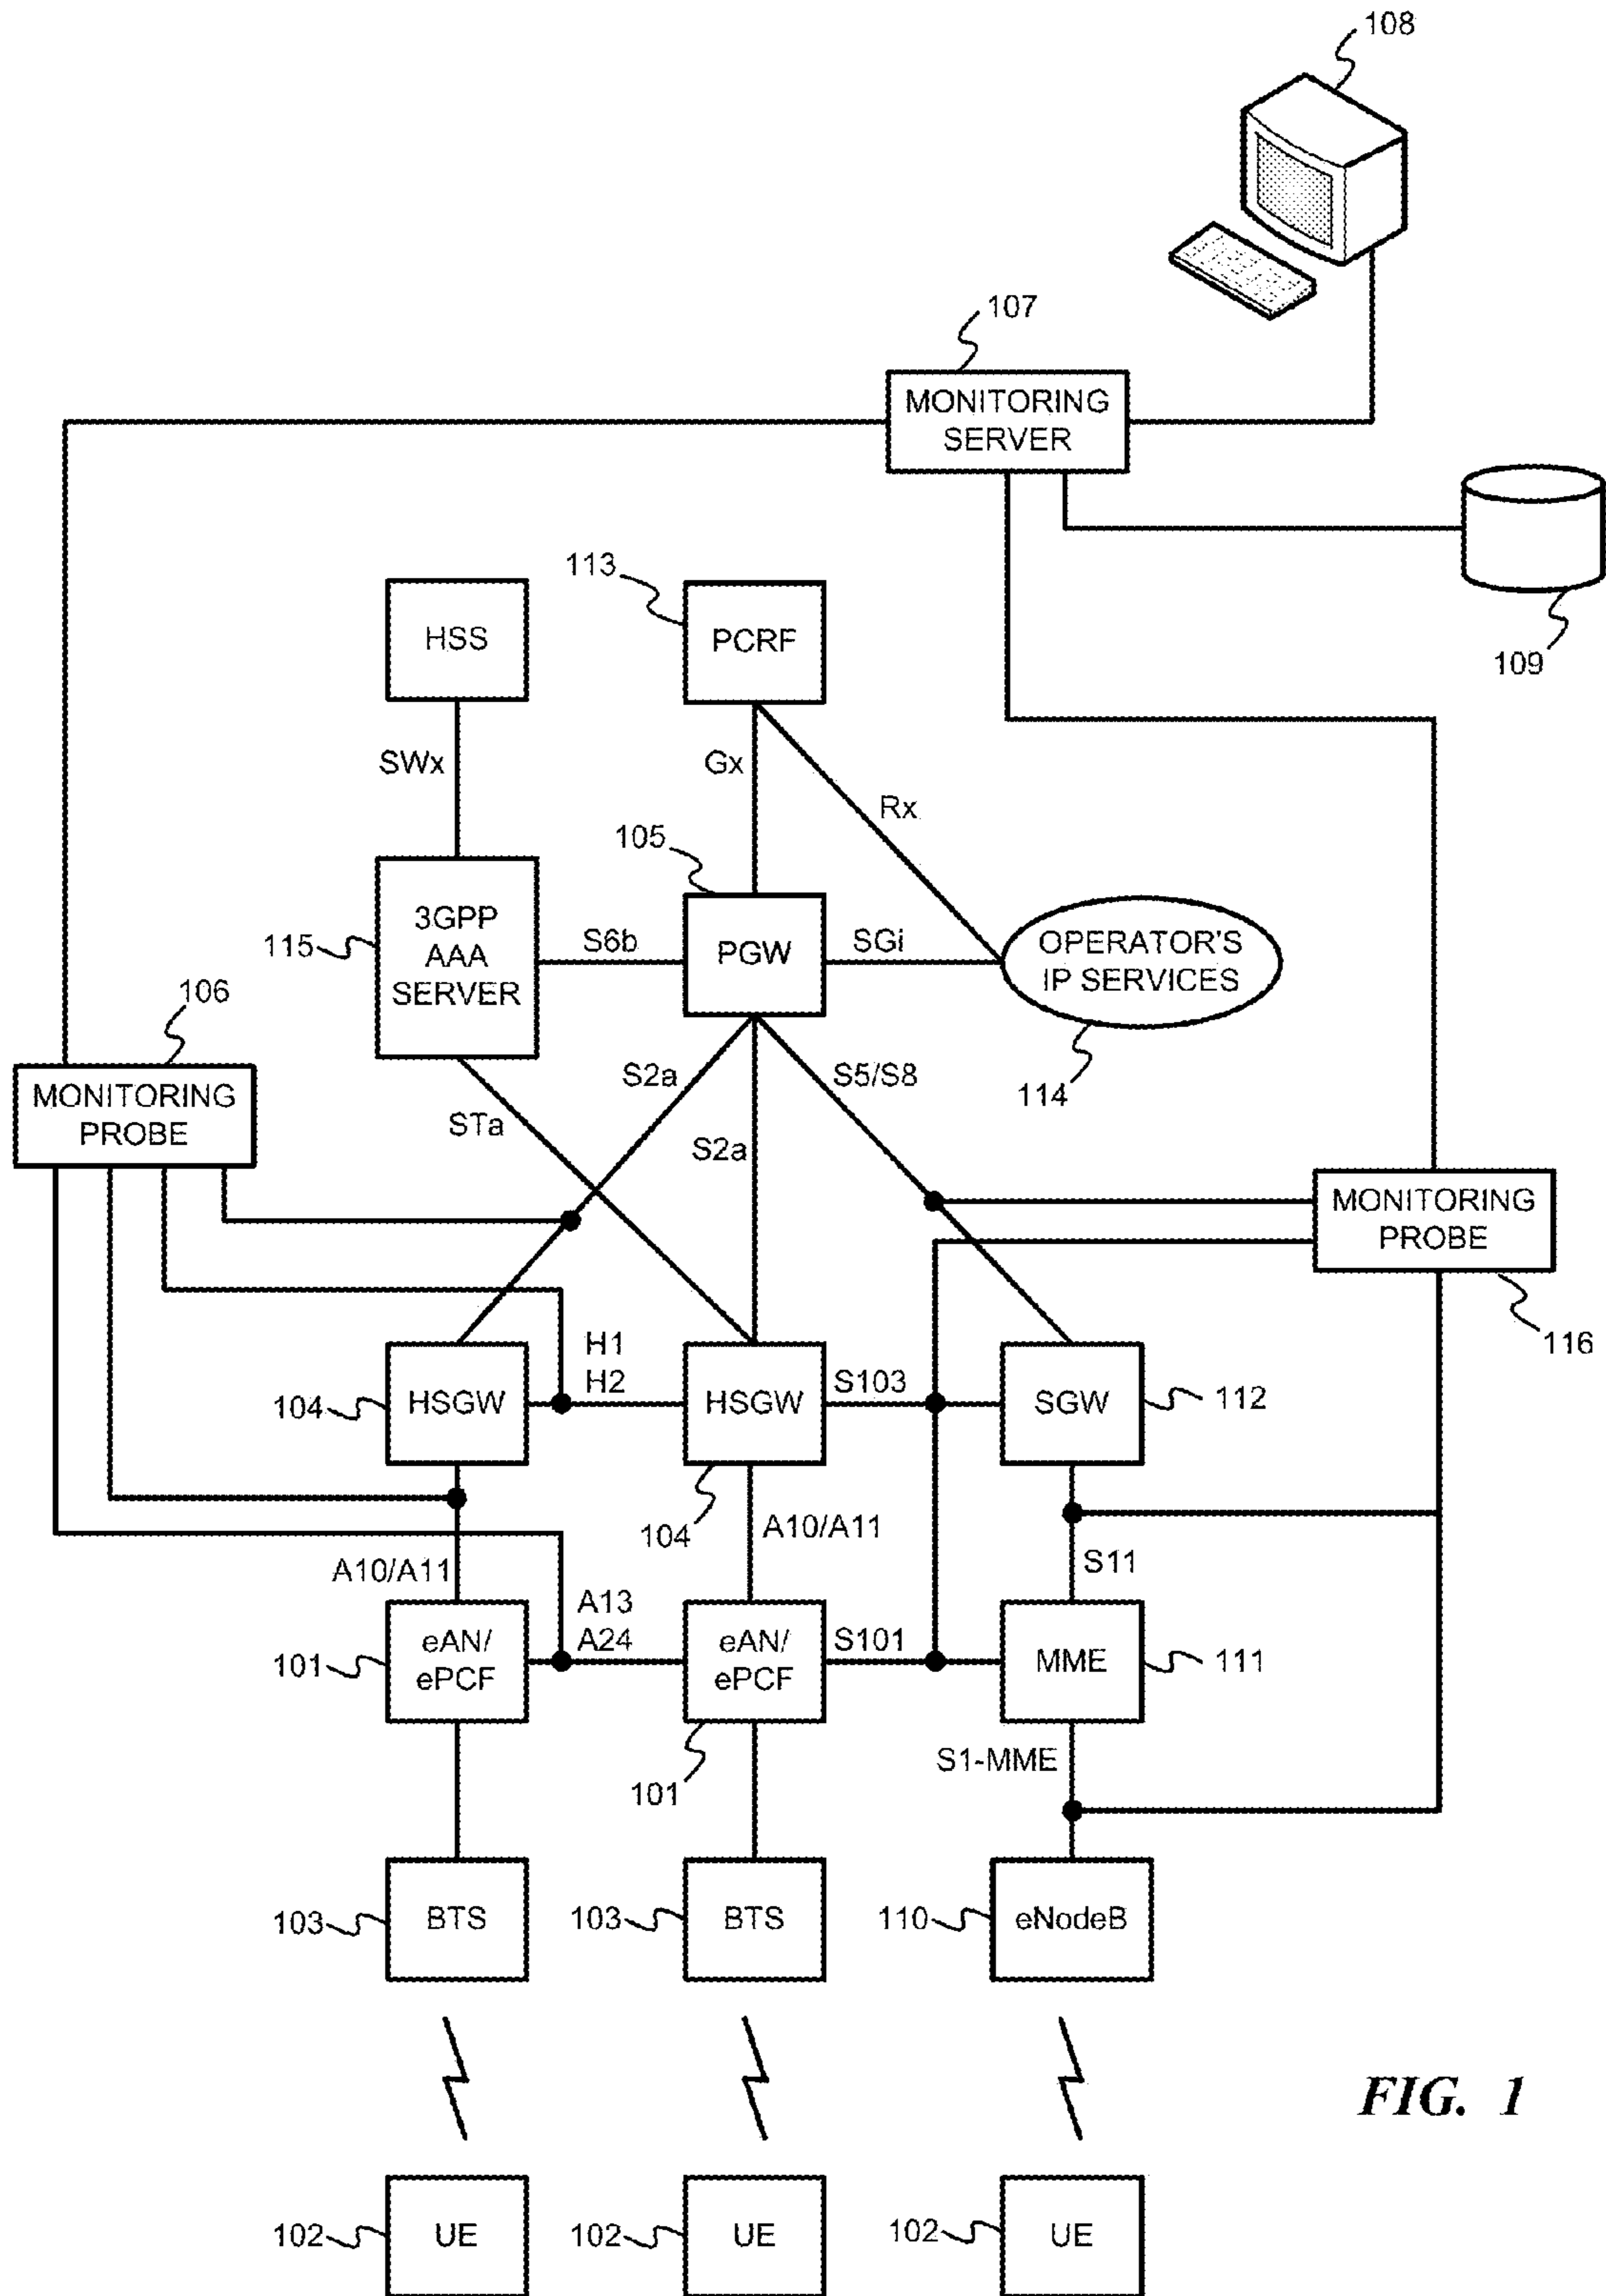 108
107
MONITORING
SERVER
109
113
HSS
PCRF
SWx
Gx
Rx
105
3GPP
AAA
SERVER
115
S6b
PGW
SGi
OPERATOR'S
IP SERVICES
114
106
MONITORING
PROBE
S2a
S5/S8
STa
S2a
MONITORING
PROBE
116
H1
H2
104
HSGW
HSGW
S103
SGW
112
104
A10/A11
A10/A11
S11
A13
A24
101
eAN/
ePCF
eAN/
ePCF
S101
MME
111
101
S1-MME
103
BTS
103
BTS
110
eNodeB
FIG. 1
102
UE
102
UE
102
UE